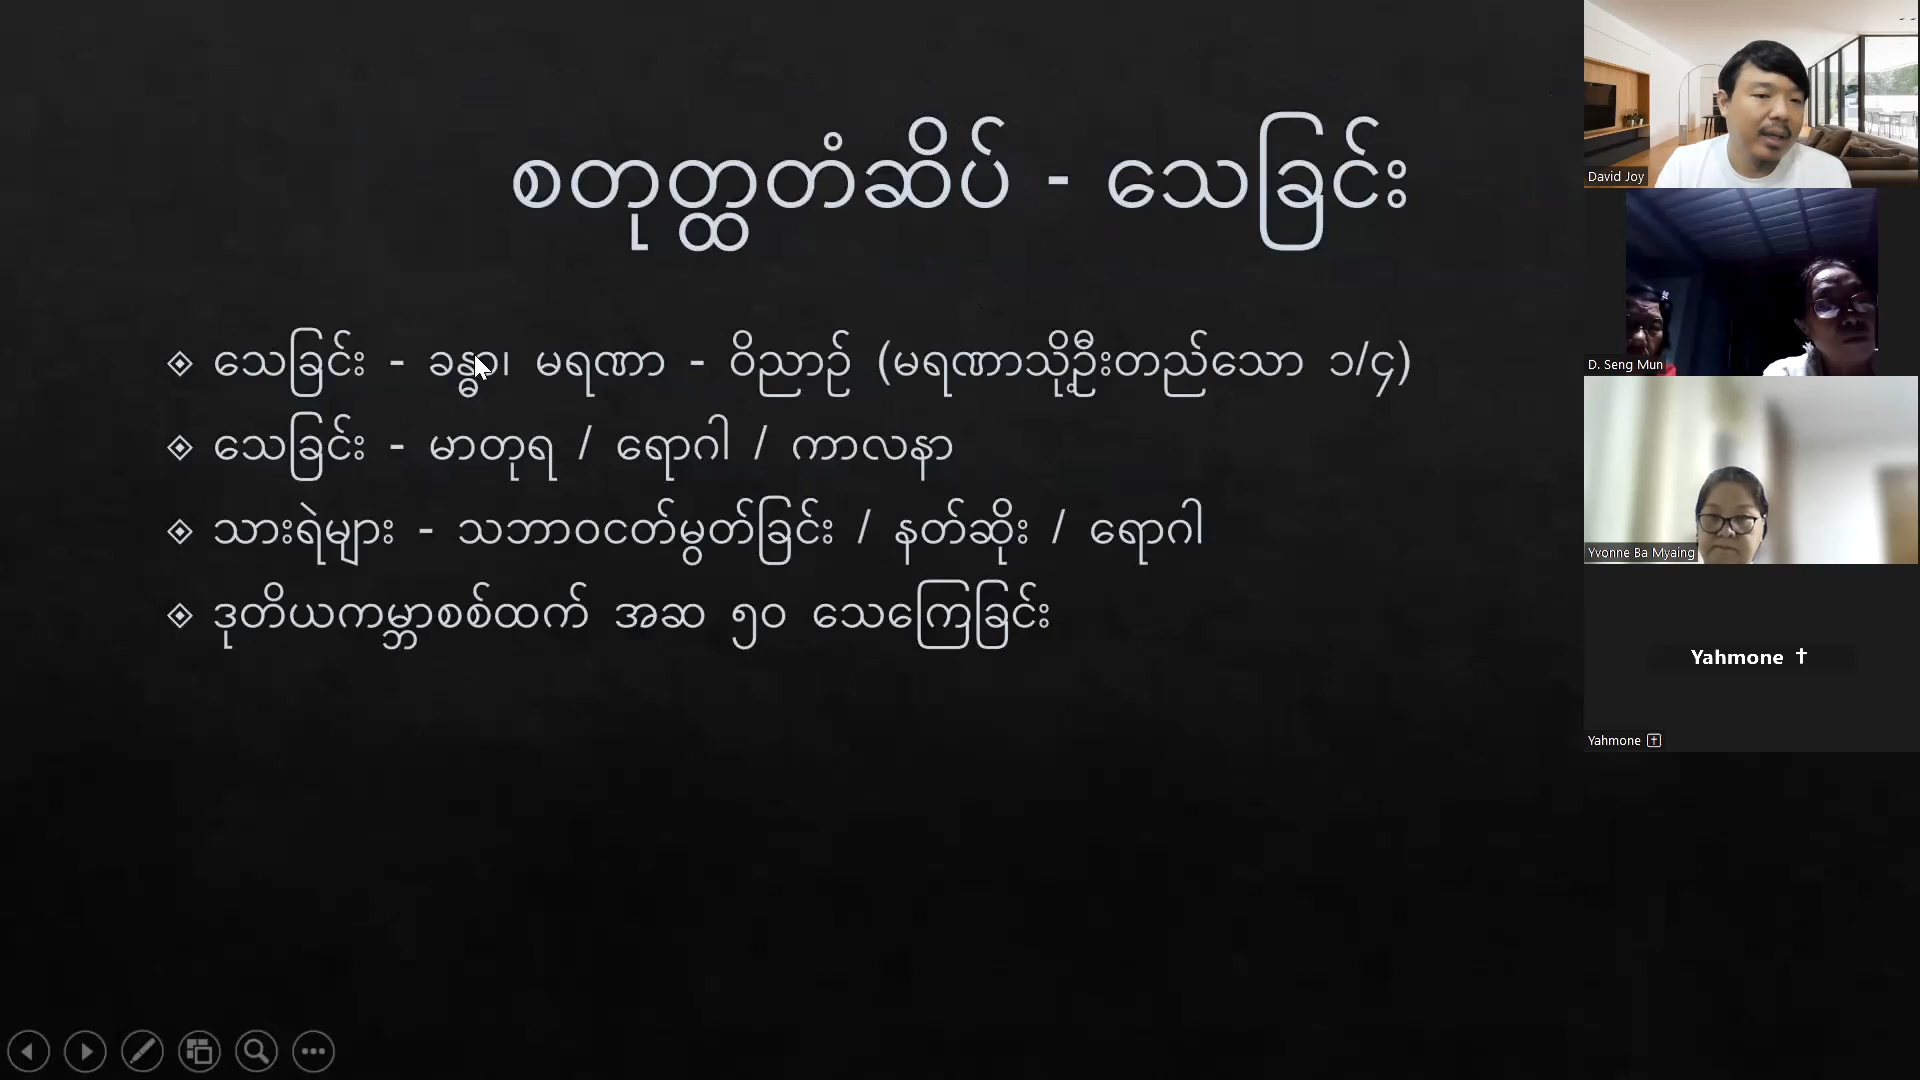 စတုတ္ထတံဆိပ် - သေခြင်း
သေခြင်း - ခန္ဓာ၊ မရဏာ - ဝိညာဉ် (မရဏာသို့ဦးတည်သော ၁/၄)
သေခြင်း - မာတုရ / ရောဂါ / ကာလနာ
သားရဲများ - သဘာဝငတ်မွတ်ခြင်း / နတ်ဆိုး / ရောဂါ
ဒုတိယကမ္ဘာစစ်ထက် အဆ ၅၀ သေကြေခြင်း
David Joy
D. Seng Mun
Yvonne Ba Myaing
Yahmone ✝
Yahmone ✝